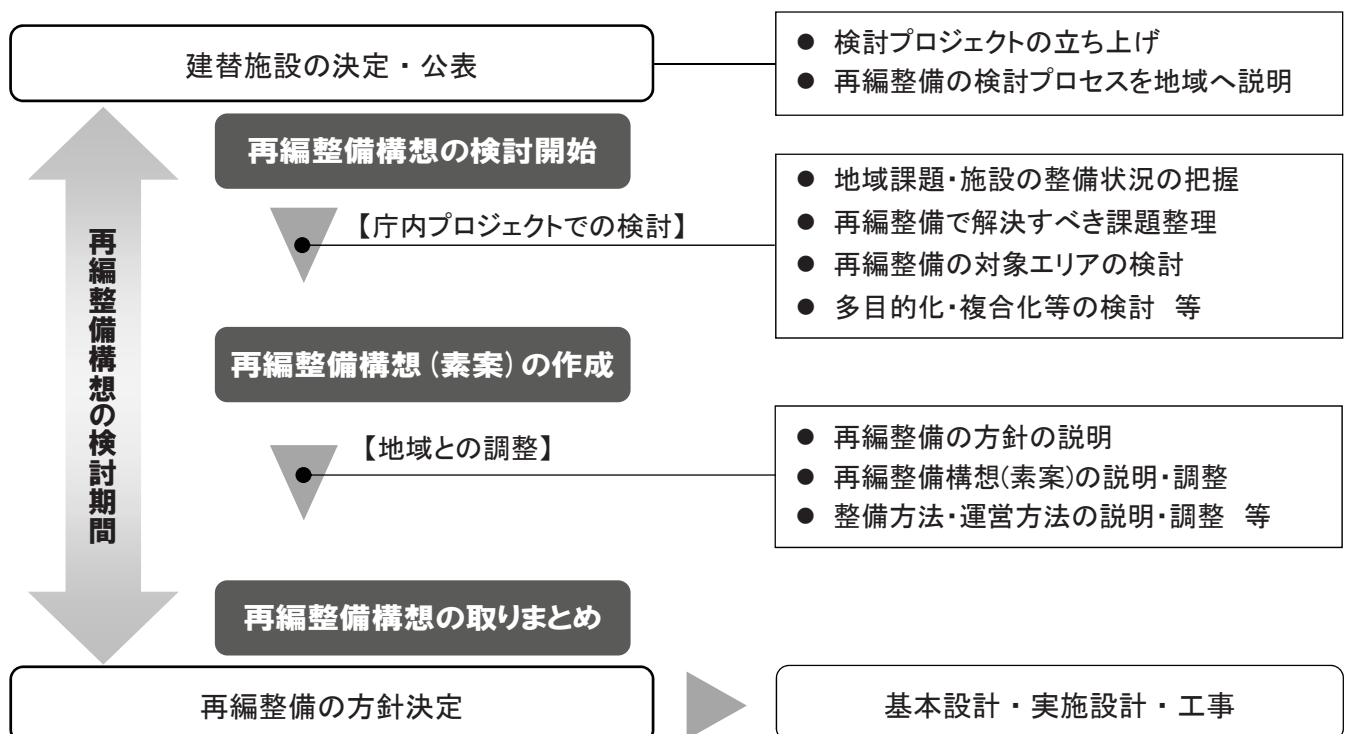 建替施設の決定・公表
● 検討プロジェクトの立ち上げ
● 再編整備の検討プロセスを地域へ説明
再編整備構想の検討期間
再編整備構想の検討開始
【庁内プロジェクトでの検討】
● 地域課題・施設の整備状況の把握
● 再編整備で解決すべき課題整理
● 再編整備の対象エリアの検討
● 多目的化・複合化等の検討　等
再編整備構想(素案)の作成
【地域との調整】
● 再編整備の方針の説明
● 再編整備構想(素案)の説明・調整
● 整備方法・運営方法の説明・調整　等
再編整備構想の取りまとめ
再編整備の方針決定
基本設計・実施設計・工事